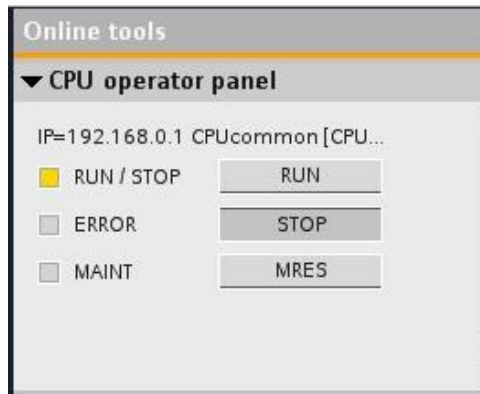 Online tools
CPU operator panel
IP=192.168.0.1 CPUcommon [CPU...
RUN / STOP RUN
ERROR STOP
MAINT MRES